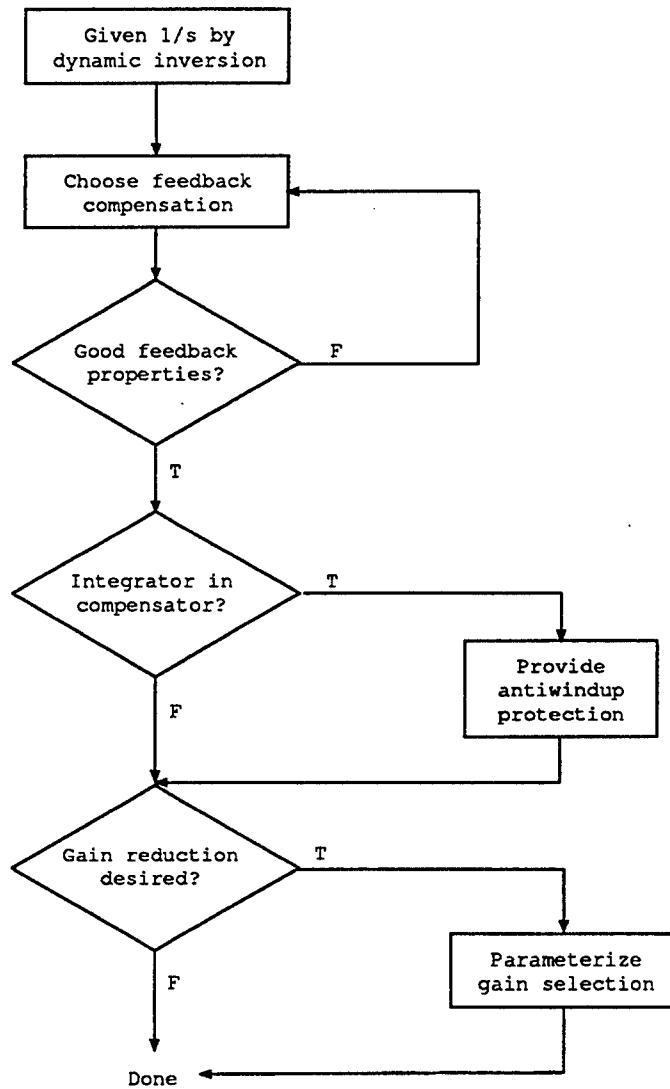 Given 1/s by
dynamic inversion
Choose feedback
compensation
Good feedback
properties?
F
T
Integrator in
compensator?
T
F
Provide
antiwindup
protection
Gain reduction
desired?
T
F
Parameterize
gain selection
Done